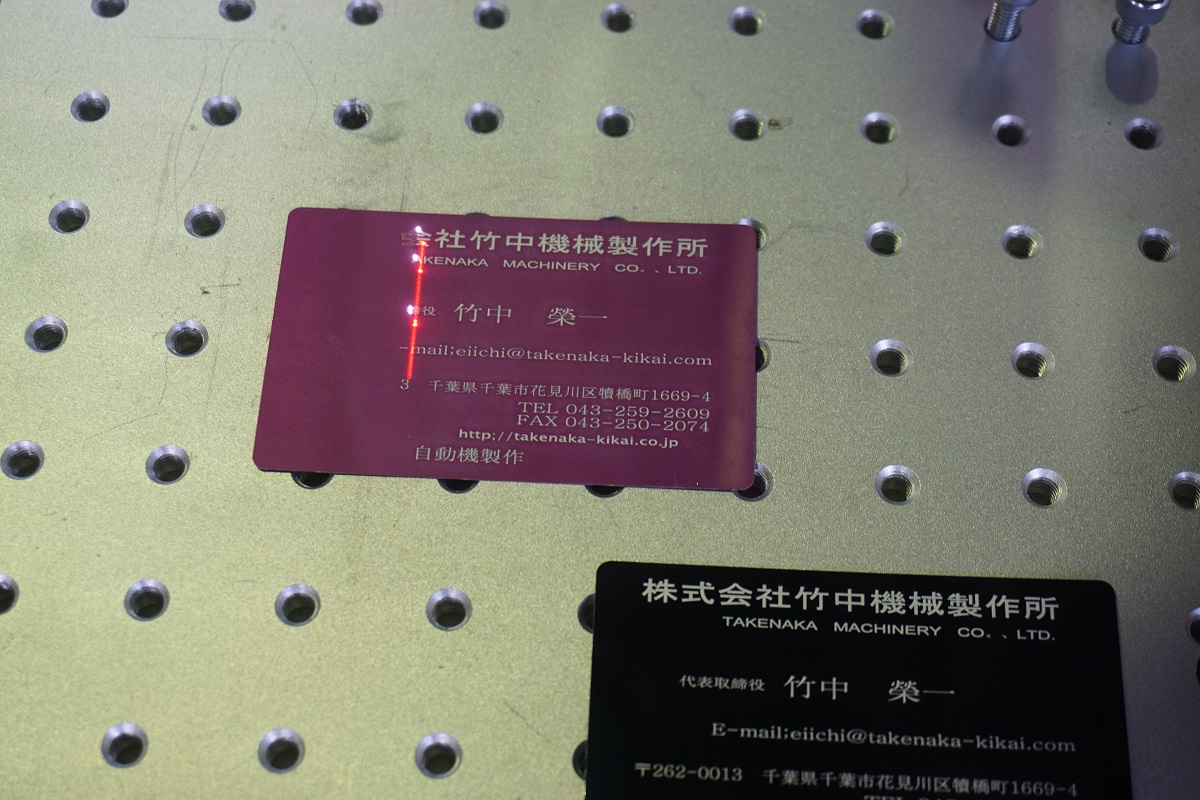 会社竹中機械製作所
TAKENAKA MACHINERY CO.、LTD.
締役 竹中 榮一
-mail;eiichi@takenaka-kikai.com
3 千葉県千葉市花見川区犢橋町1669-4
TEL 043-259-2609
FAX 043-250-2074
http;//takenaka-kikai.co.jp
自動機製作
株式会社竹中機械製作所
TAKENAKA MACHINERY CO.、LTD.
代表取締役 竹中 榮一
E-mail;eiichi@takenaka-kikai.com
〒262-0013 千葉県千葉市花見川区犢橋町1669-4